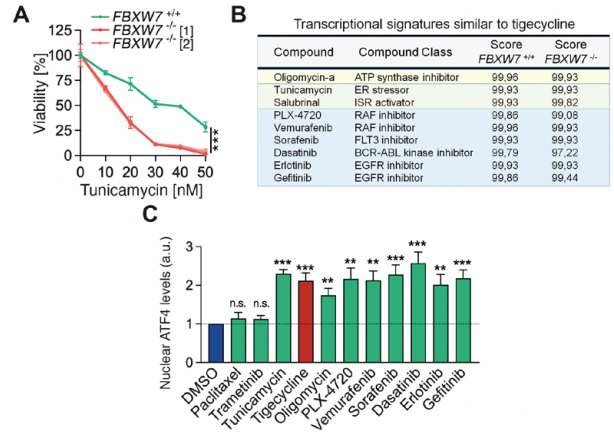 A
FBXW7 +/+
FBXW7 -/- [1]
FBXW7 -/- [2]
Viability [%]
125
100
75
50
25
0
0 10 20 30 40 50
Tunicamycin [nM]
***
B
Transcriptional signatures similar to tigecycline
Compound Compound Class Score FBXW7 +/+ Score FBXW7 -/-
Oligomycin-a ATP synthase inhibitor 99,96 99,93
Tunicamycin ER stressor 99,93 99,93
Salubrinal ISR activator 99,93 99,82
PLX-4720 RAF inhibitor 99,86 99,08
Vemurafenib RAF inhibitor 99,96 99,93
Sorafenib FLT3 inhibitor 99,93 99,93
Dasatinib BCR-ABL kinase inhibitor 99,79 97,22
Erlotinib EGFR inhibitor 99,93 99,93
Gefitinib EGFR inhibitor 99,86 99,44
C
Nuclear ATF4 levels (a.u.)
3
2
1
0
n.s. n.s. *** *** ** ** ** *** *** ** ***
DMSO
Paclitaxel
Trametinib
Tunicamycin
Tigecycline
Oligomycin
PLX-4720
Vemurafenib
Sorafenib
Dasatinib
Erlotinib
Gefitinib